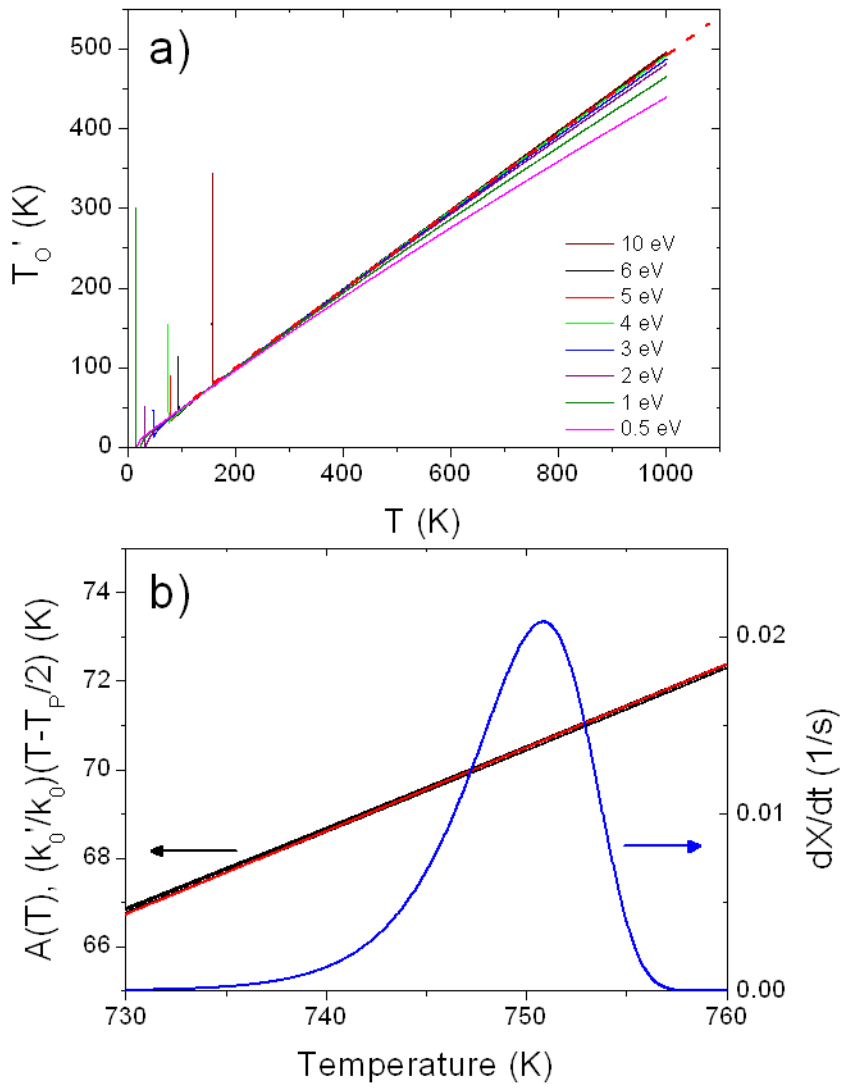 a)
500
400
300
200
100
0
T_O' (K)
10 eV
6 eV
5 eV
4 eV
3 eV
2 eV
1 eV
0.5 eV
0 200 400 600 800 1000
T (K)
b)
74
72
70
68
66
A(T), (k_0'/k_0)(T-T_P/2) (K)
0.02
0.01
0.00
dX/dt (1/s)
730 740 750 760
Temperature (K)